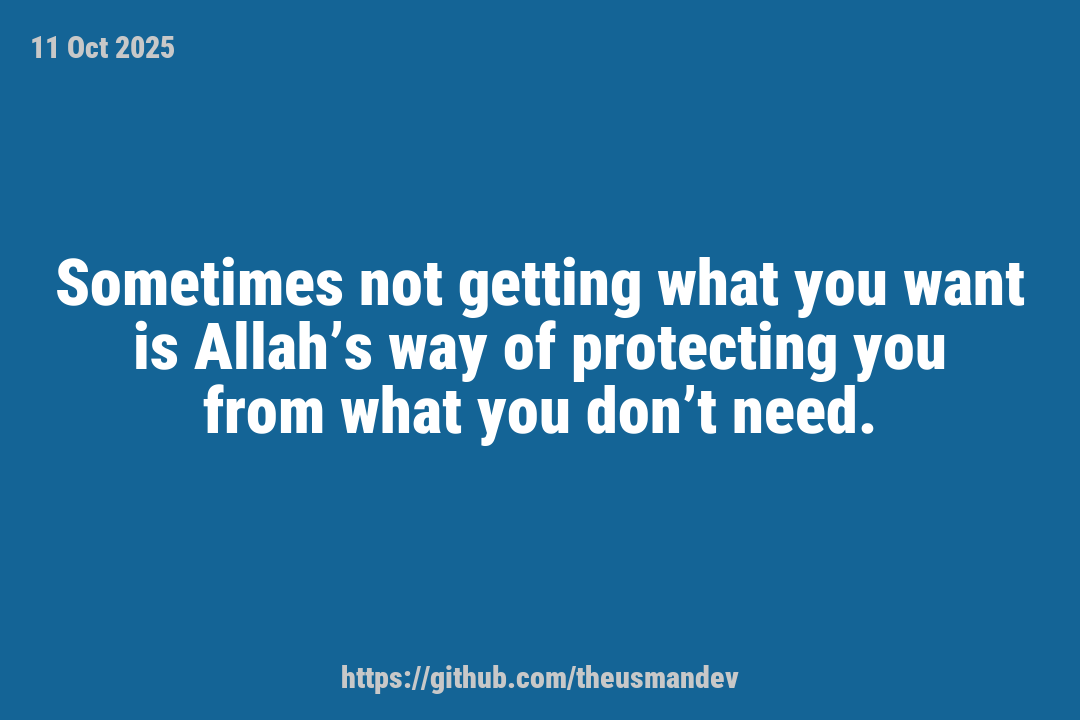 11 Oct 2025
Sometimes not getting what you want
is Allah’s way of protecting you
from what you don’t need.
https://github.com/theusmandev